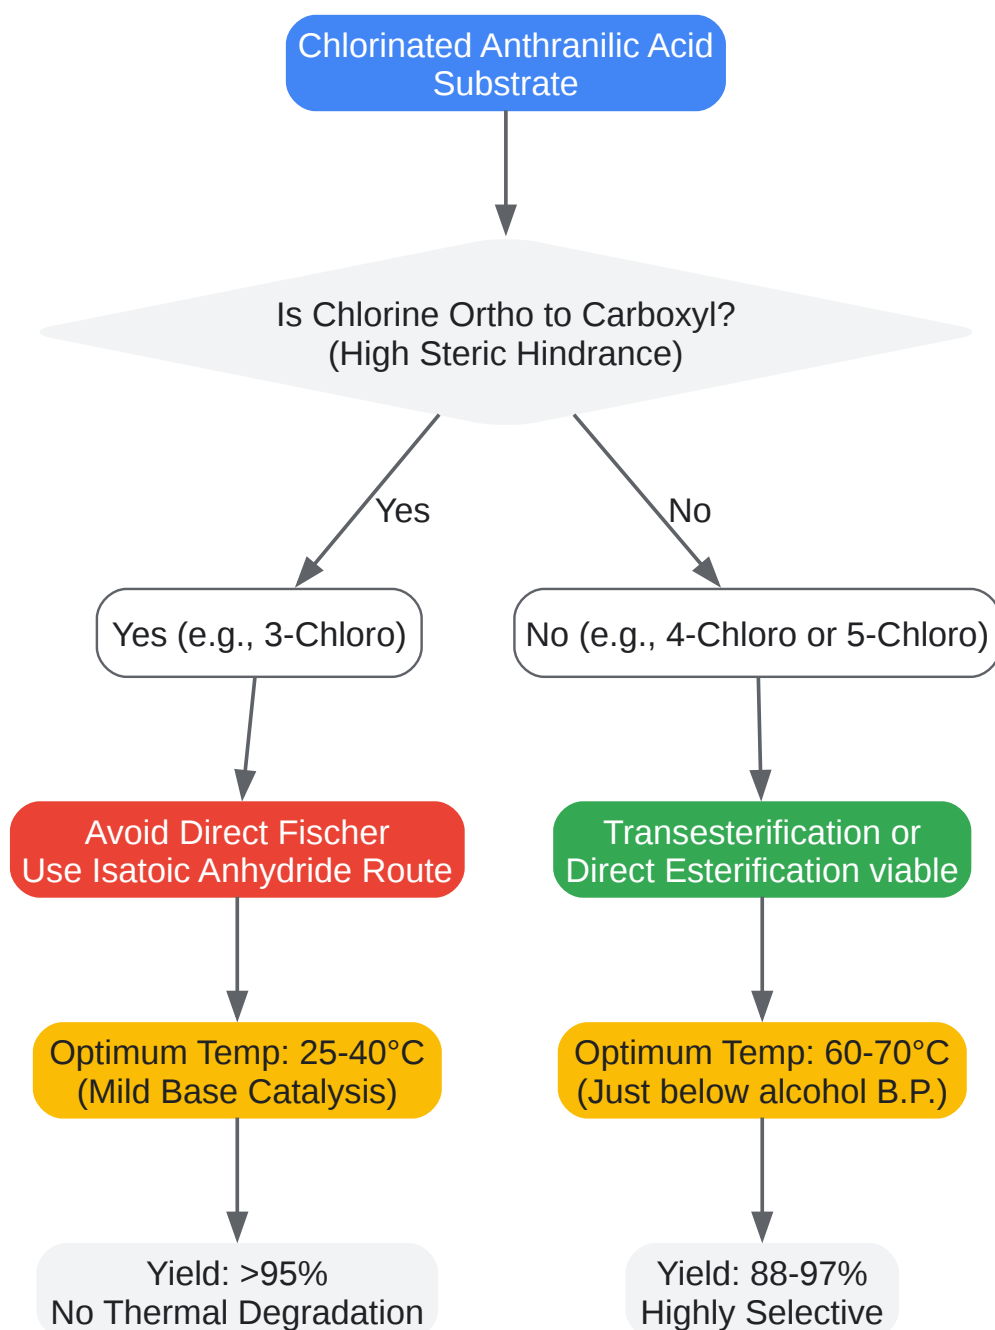 Chlorinated Anthranilic Acid
Substrate
Is Chlorine Ortho to Carboxyl?
(High Steric Hindrance)
Yes
No
Yes (e.g., 3-Chloro)
No (e.g., 4-Chloro or 5-Chloro)
Avoid Direct Fischer
Use Isatoic Anhydride Route
Transesterification or
Direct Esterification viable
Optimum Temp: 25-40°C
(Mild Base Catalysis)
Optimum Temp: 60-70°C
(Just below alcohol B.P.)
Yield: >95%
No Thermal Degradation
Yield: 88-97%
Highly Selective